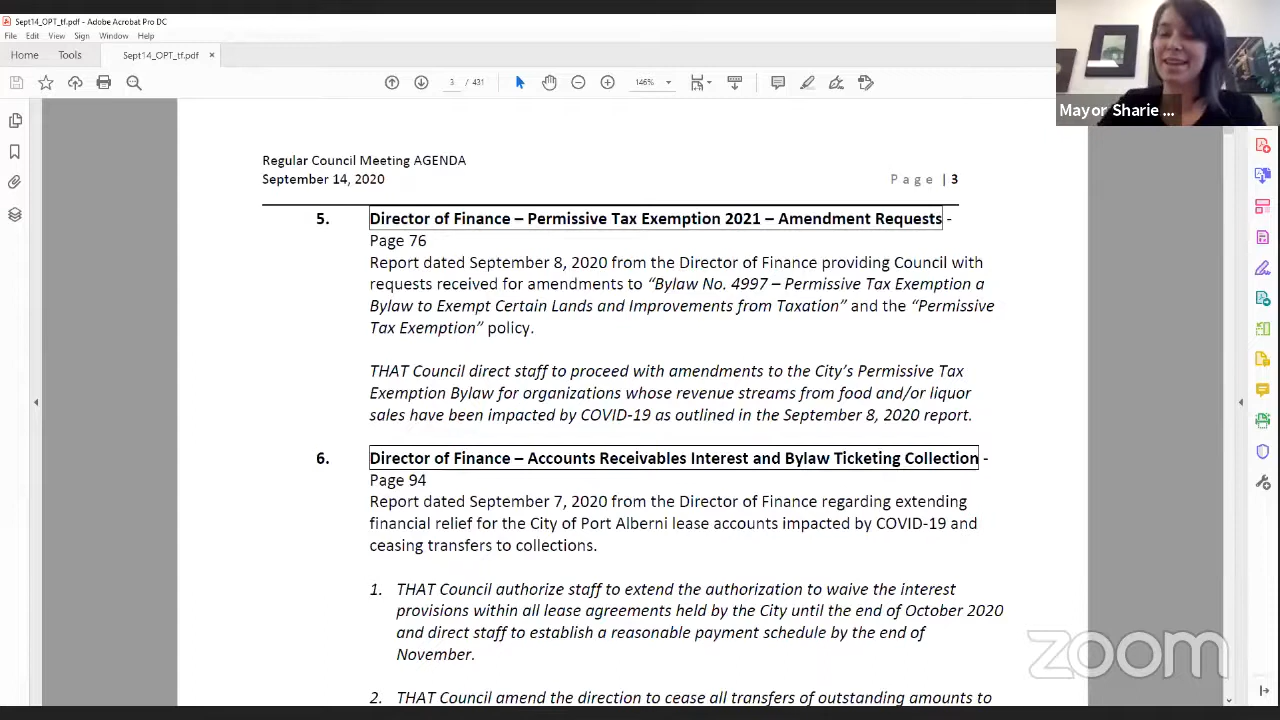 Sept14_OPT_tf.pdf - Adobe Acrobat Pro DC
File Edit View Sign Window Help
Home Tools Sept14_OPT_tf.pdf ×
3 / 431 146%
Mayor Sharie ...
Regular Council Meeting AGENDA
September 14, 2020 Page | 3
5. Director of Finance – Permissive Tax Exemption 2021 – Amendment Requests -
Page 76
Report dated September 8, 2020 from the Director of Finance providing Council with
requests received for amendments to “Bylaw No. 4997 – Permissive Tax Exemption a
Bylaw to Exempt Certain Lands and Improvements from Taxation” and the “Permissive
Tax Exemption” policy.
THAT Council direct staff to proceed with amendments to the City’s Permissive Tax
Exemption Bylaw for organizations whose revenue streams from food and/or liquor
sales have been impacted by COVID-19 as outlined in the September 8, 2020 report.
6. Director of Finance – Accounts Receivables Interest and Bylaw Ticketing Collection -
Page 94
Report dated September 7, 2020 from the Director of Finance regarding extending
financial relief for the City of Port Alberni lease accounts impacted by COVID-19 and
ceasing transfers to collections.
1. THAT Council authorize staff to extend the authorization to waive the interest
provisions within all lease agreements held by the City until the end of October 2020
and direct staff to establish a reasonable payment schedule by the end of
November.
2. THAT Council amend the direction to cease all transfers of outstanding amounts to
zoom